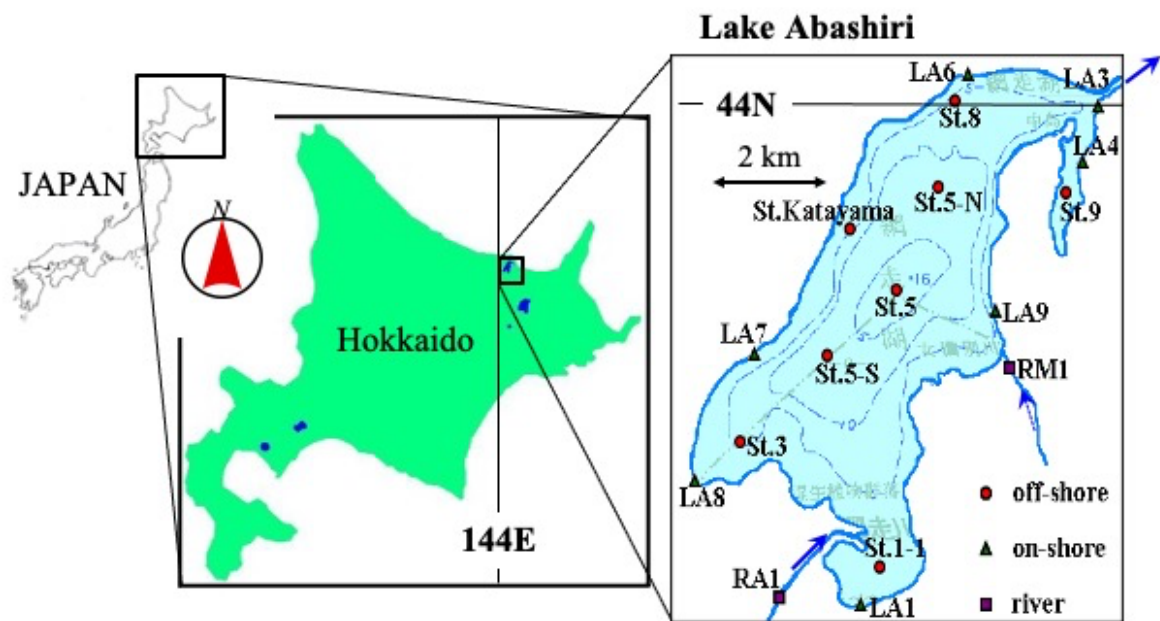 Lake Abashiri
JAPAN
N
Hokkaido
144E
44N
2 km
LA6
LA3
St.8
LA4
St.5-N
St.9
St.Katayama
16
St.5
LA9
LA7
St.5-S
RM1
St.3
LA8
St.1-1
RA1
LA1
off-shore
on-shore
river